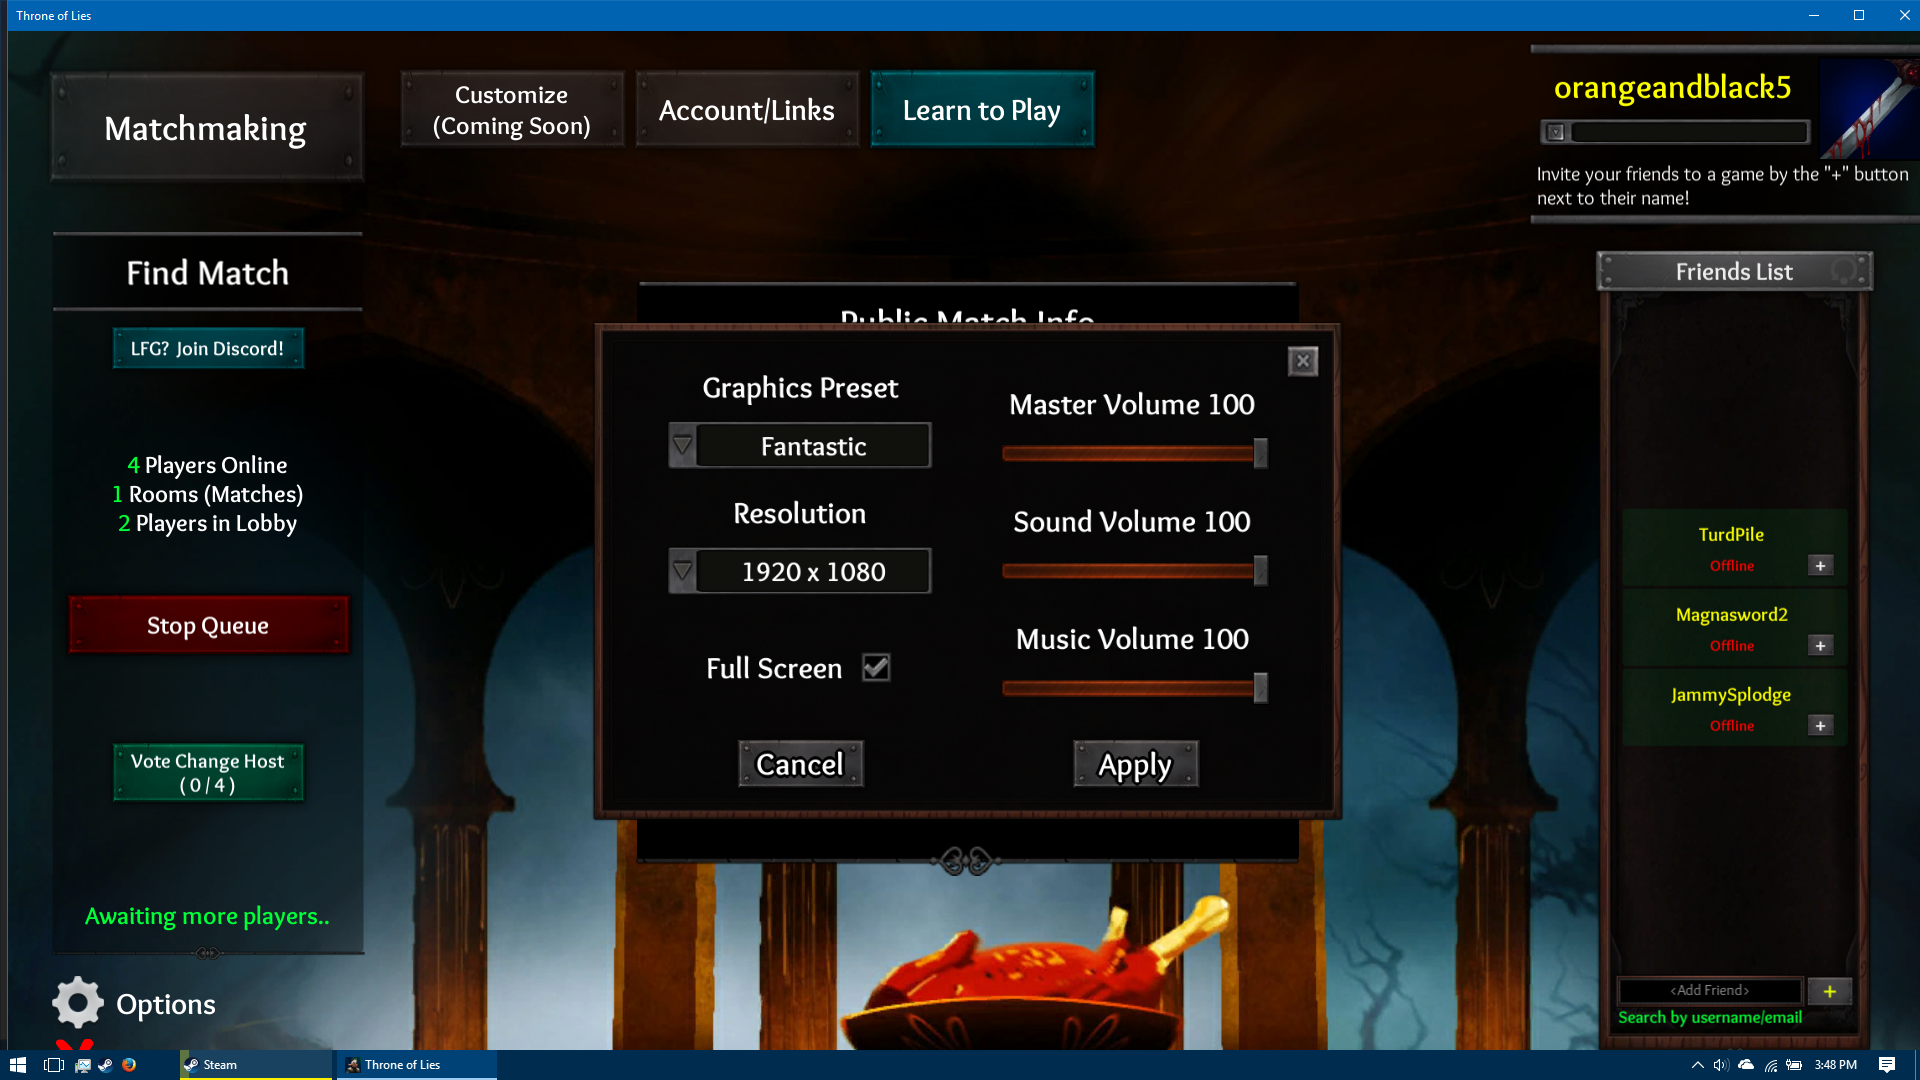 Throne of Lies
Matchmaking
Customize
(Coming Soon)
Account/Links
Learn to Play
orangeandblack5
Invite your friends to a game by the "+" button
next to their name!
Find Match
LFG? Join Discord!
4 Players Online
1 Rooms (Matches)
2 Players in Lobby
Stop Queue
Vote Change Host
( 0 / 4 )
Awaiting more players..
Options
Public Match Info
Graphics Preset
Fantastic
Resolution
1920 x 1080
Full Screen
Cancel
Master Volume 100
Sound Volume 100
Music Volume 100
Apply
Friends List
TurdPile
Offline
+
Magnasword2
Offline
+
JammySplodge
Offline
+
<Add Friend>
+
Search by username/email
Steam
Throne of Lies
3:48 PM